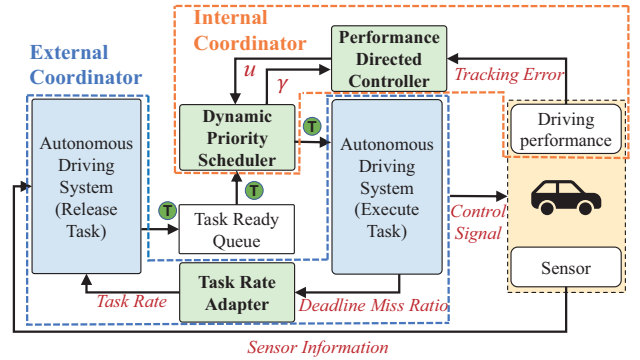 Internal
Coordinator
External
Coordinator
Performance
Directed
Controller
u
γ
Tracking Error
Dynamic
Priority
Scheduler
T
Autonomous
Driving
System
(Release
Task)
Autonomous
Driving
System
(Execute
Task)
Driving
performance
T
T
Task Ready
Queue
Control
Signal
Sensor
Task Rate
Adapter
Task Rate
Deadline Miss Ratio
Sensor Information